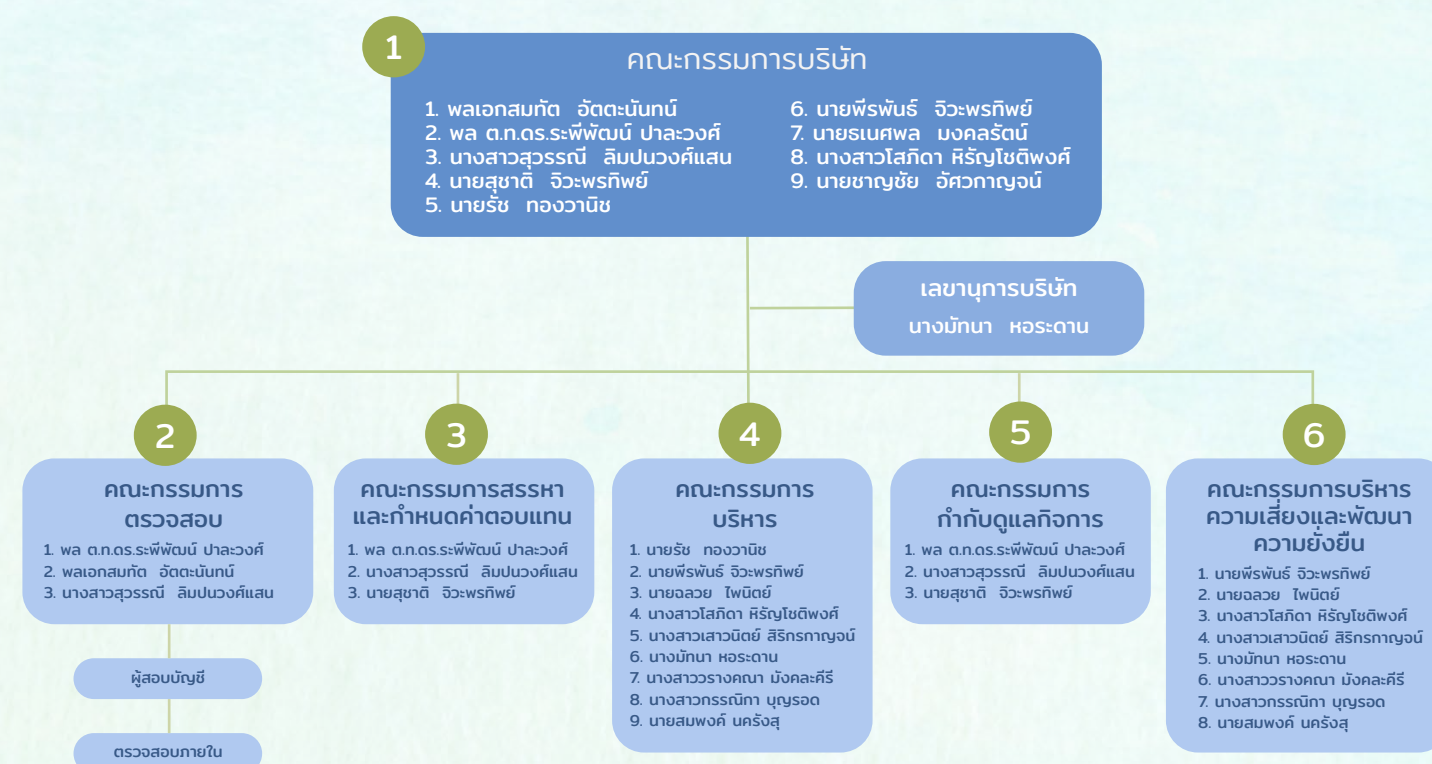 1
คณะกรรมการบริษัท
1. พลเอกสมทัต อัตตะนันทน์
2. พล ต.ท.ดร.ระพีพัฒน์ ปาละวงศ์
3. นางสาวสุวรรณี ลิมปนวงศ์แสน
4. นายสุชาติ จิวะพรทิพย์
5. นายรัช ทองวานิช
6. นายพีรพันธ์ จิวะพรทิพย์
7. นายธเนศพล มงคลรัตน์
8. นางสาวโสภิดา หิรัญโชติพงศ์
9. นายชาญชัย อัศวกาญจน์
เลขานุการบริษัท
นางมัทนา หอระดาน
2
คณะกรรมการ
ตรวจสอบ
1. พล ต.ท.ดร.ระพีพัฒน์ ปาละวงศ์
2. พลเอกสมทัต อัตตะนันทน์
3. นางสาวสุวรรณี ลิมปนวงศ์แสน
ผู้สอบบัญชี
ตรวจสอบภายใน
3
คณะกรรมการสรรหา
และกำหนดค่าตอบแทน
1. พล ต.ท.ดร.ระพีพัฒน์ ปาละวงศ์
2. นางสาวสุวรรณี ลิมปนวงศ์แสน
3. นายสุชาติ จิวะพรทิพย์
4
คณะกรรมการ
บริหาร
1. นายรัช ทองวานิช
2. นายพีรพันธ์ จิวะพรทิพย์
3. นายฉลวย ไพนิตย์
4. นางสาวโสภิดา หิรัญโชติพงศ์
5. นางสาวเสาวนิตย์ สิริกรกาญจน์
6. นางมัทนา หอระดาน
7. นางสาววรางคณา มังคละคีรี
8. นางสาวกรรณิกา บุญรอด
9. นายสมพงค์ นครังสุ
5
คณะกรรมการ
กำกับดูแลกิจการ
1. พล ต.ท.ดร.ระพีพัฒน์ ปาละวงศ์
2. นางสาวสุวรรณี ลิมปนวงศ์แสน
3. นายสุชาติ จิวะพรทิพย์
6
คณะกรรมการบริหาร
ความเสี่ยงและพัฒนา
ความยั่งยืน
1. นายพีรพันธ์ จิวะพรทิพย์
2. นายฉลวย ไพนิตย์
3. นางสาวโสภิดา หิรัญโชติพงศ์
4. นางสาวเสาวนิตย์ สิริกรกาญจน์
5. นางมัทนา หอระดาน
6. นางสาววรางคณา มังคละคีรี
7. นางสาวกรรณิกา บุญรอด
8. นายสมพงค์ นครังสุ